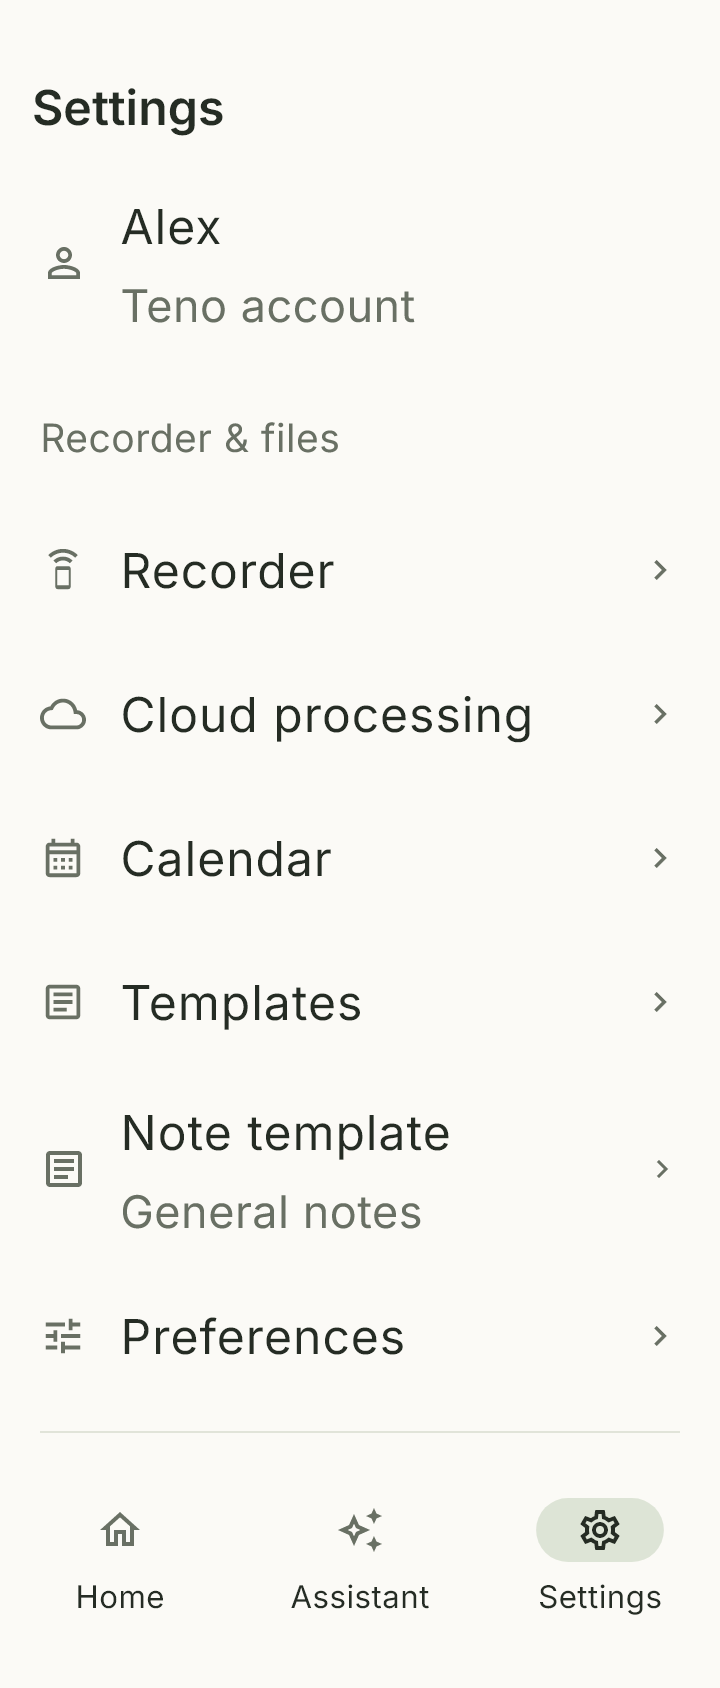 Settings
Alex
Teno account
Recorder & files
Recorder
Cloud processing
Calendar
Templates
Note template
General notes
Preferences
Home
Assistant
Settings